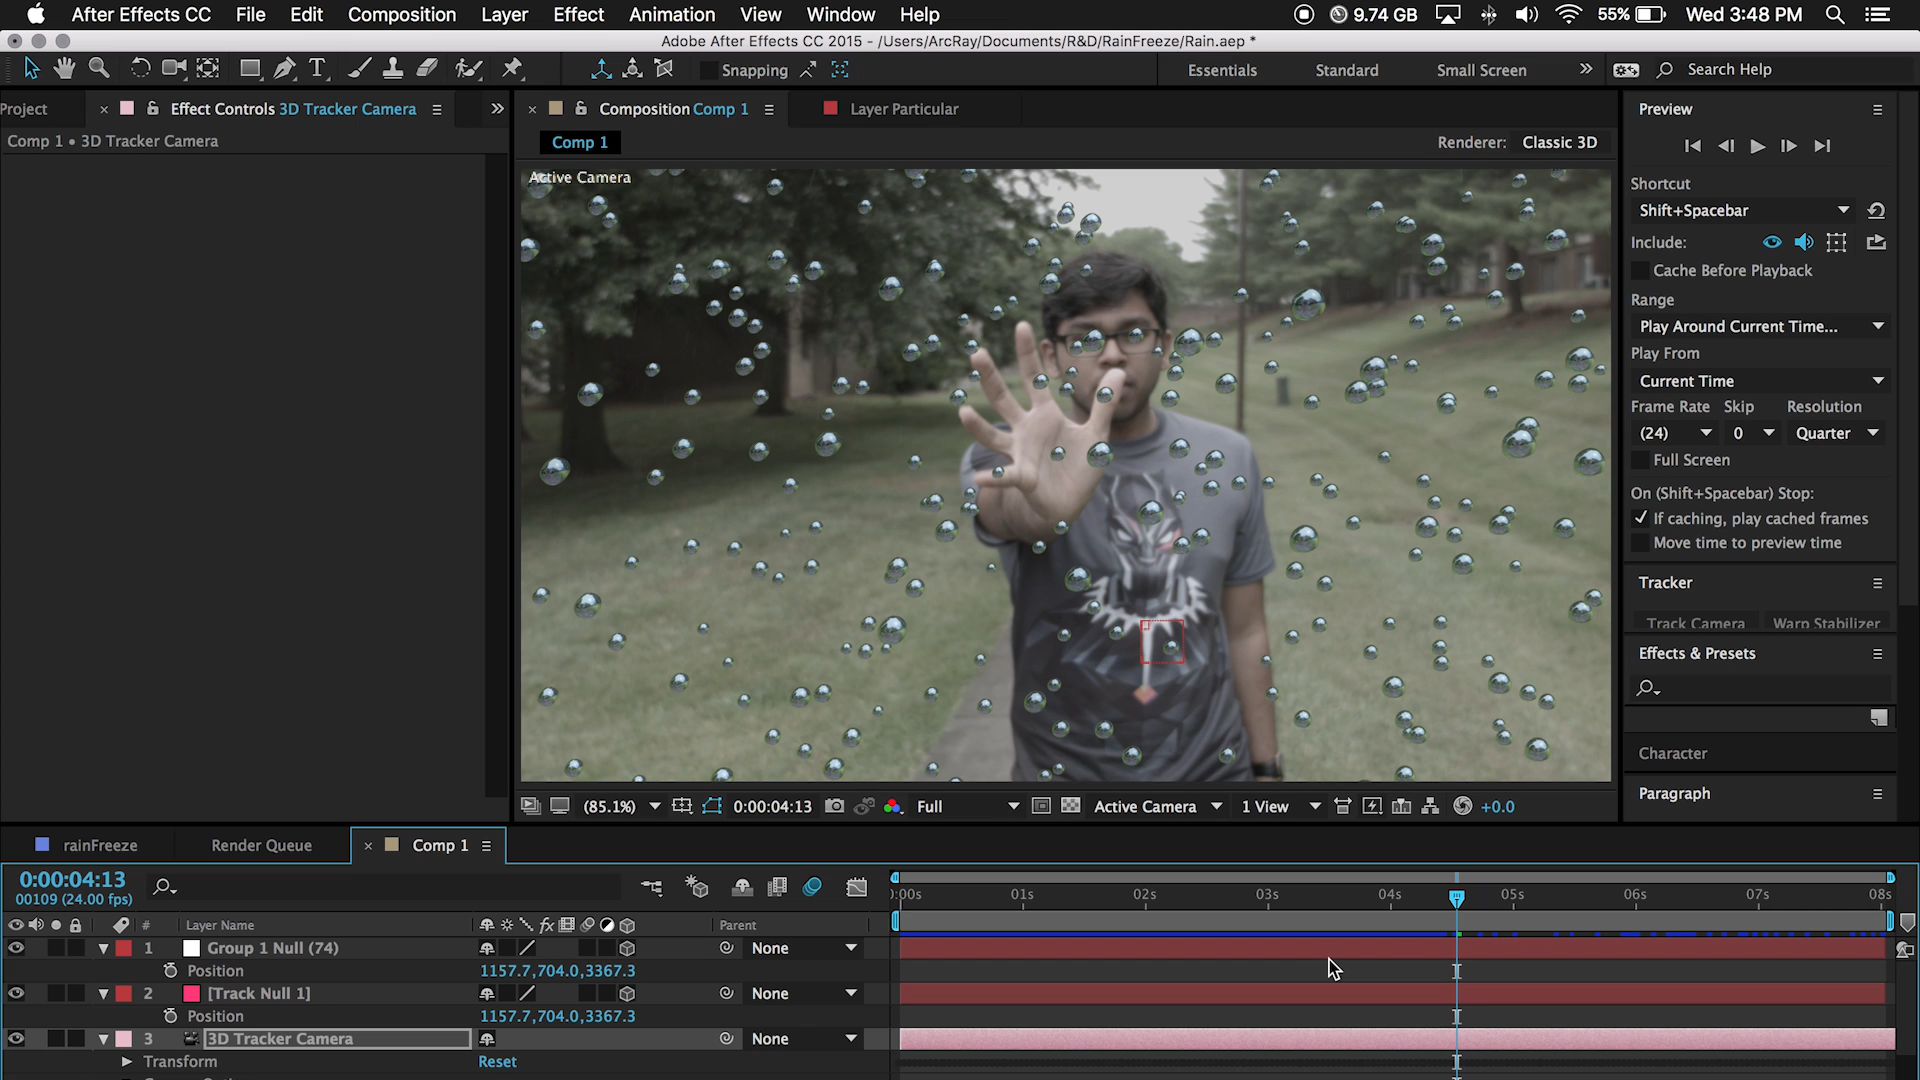 After Effects CC File Edit Composition Layer Effect Animation View Window Help 9.74 GB 55% Wed 3:48 PM
Adobe After Effects CC 2015 - /Users/ArcRay/Documents/R&D/RainFreeze/Rain.aep *
T Snapping Essentials Standard Small Screen » Search Help
Project × Effect Controls 3D Tracker Camera » × Composition Comp 1 Layer Particular Preview
Comp 1 • 3D Tracker Camera
Comp 1 Renderer: Classic 3D
Active Camera
Shortcut
Shift+Spacebar
Include:
Cache Before Playback
Range
Play Around Current Time...
Play From
Current Time
Frame Rate Skip Resolution
(24) 0 Quarter
Full Screen
On (Shift+Spacebar) Stop:
If caching, play cached frames
Move time to preview time
Tracker
Track Camera Warp Stabilizer
Effects & Presets
Character
Paragraph
(85.1%) 0:00:04:13 Full Active Camera 1 View +0.0
rainFreeze Render Queue × Comp 1
0:00:04:13
00109 (24.00 fps)
):00s 01s 02s 03s 04s 05s 06s 07s 08s
# Layer Name fx Parent
1 Group 1 Null (74) None
Position 1157.7,704.0,3367.3
2 [Track Null 1] None
Position 1157.7,704.0,3367.3
3 3D Tracker Camera None
Transform Reset